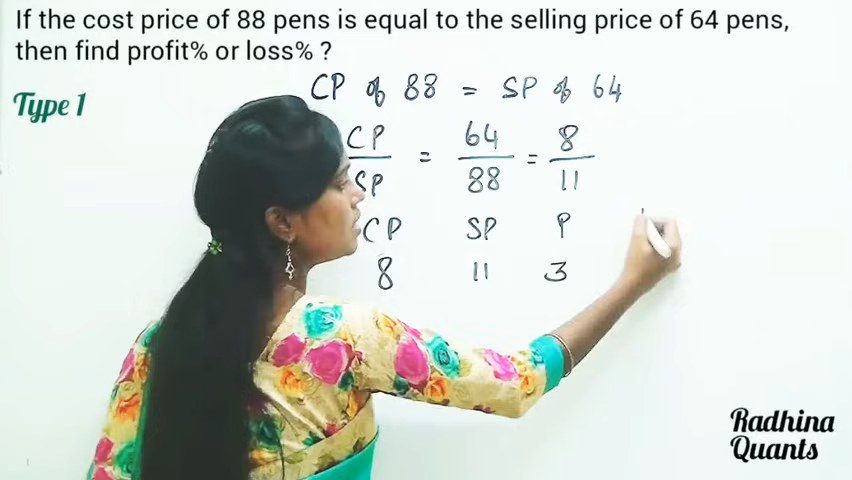 If the cost price of 88 pens is equal to the selling price of 64 pens,
then find profit% or loss% ?
Type 1
CP of 88 = SP of 64
CP/SP = 64/88 = 8/11
CP SP P
8 11 3
Radhina
Quants